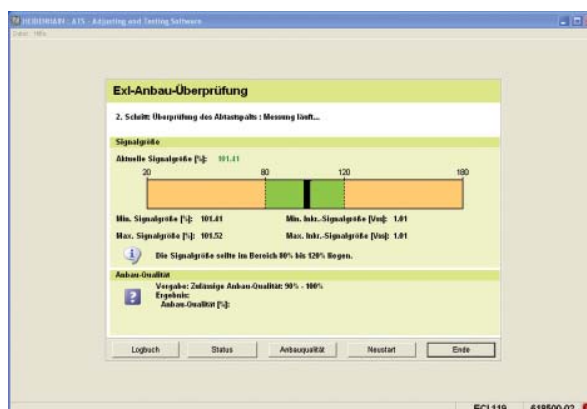 HEIDENHAIN : ATS - Adjusting and Testing Software
Datei Hilfe
ExI-Anbau-Überprüfung
2. Schritt: Überprüfung des Abtastspalts : Messung läuft...
Signalgröße
Aktuelle Signalgröße [%]: 101.41
20 80 120 180
Min. Signalgröße [%]: 101.41 Min. Inkr.-Signalgröße [Vss]: 1.01
Max. Signalgröße [%]: 101.52 Max. Inkr.-Signalgröße [Vss]: 1.01
Die Signalgröße sollte im Bereich 80% bis 120% liegen.
Anbau-Qualität
Vorgabe: Zulässige Anbau-Qualität: 90% - 100%
Ergebnis:
Anbau-Qualität [%]:
Logbuch Status Anbauqualität Neustart Ende
ECI 119 618500-02